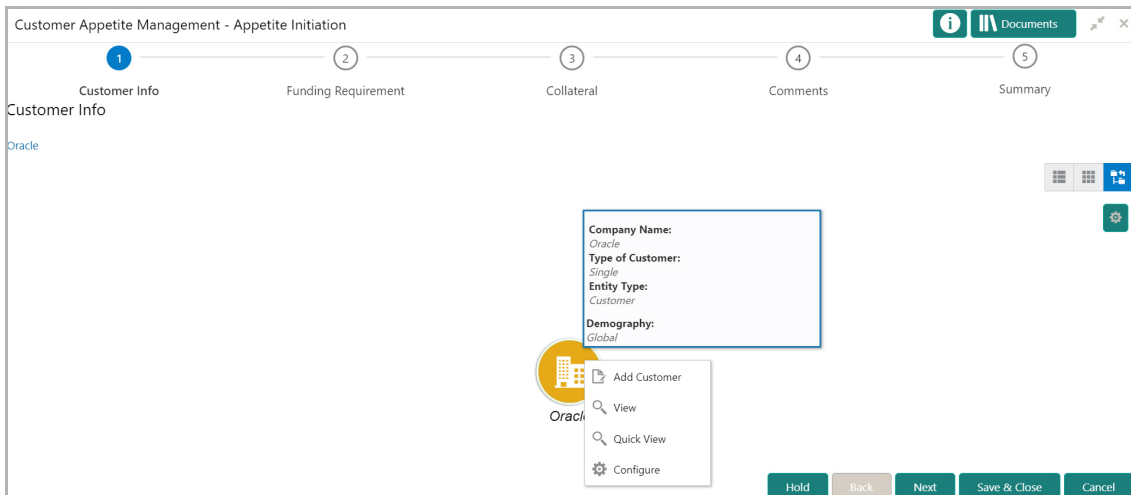 Customer Appetite Management - Appetite Initiation
i
Documents
1
2
3
4
5
Customer Info
Funding Requirement
Collateral
Comments
Summary
Customer Info
Oracle
Company Name:
Oracle
Type of Customer:
Single
Entity Type:
Customer
Demography:
Global
Add Customer
View
Oracle
Quick View
Configure
Hold
Back
Next
Save & Close
Cancel